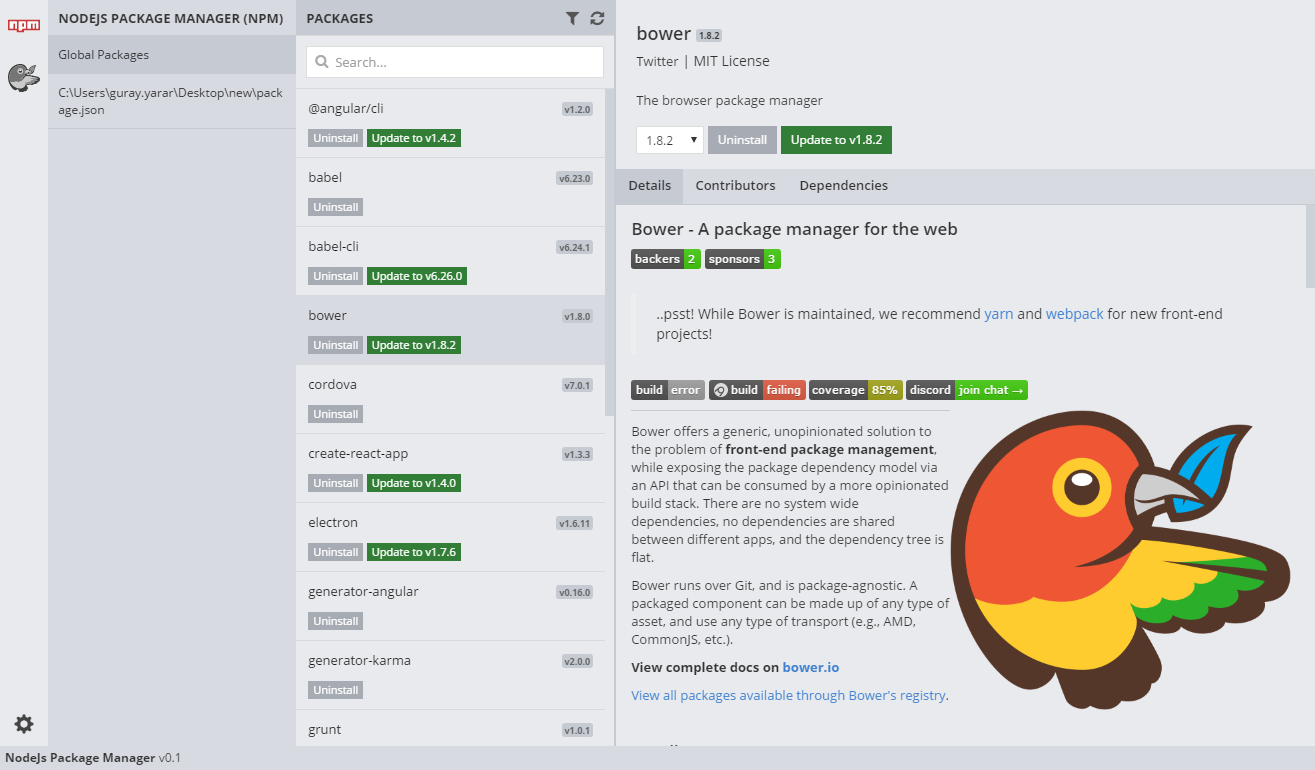 npm
NODEJS PACKAGE MANAGER (NPM)
Global Packages
C:\Users\guray.yarar\Desktop\new\pack
age.json
PACKAGES
Search...
@angular/cli v1.2.0
Uninstall Update to v1.4.2
babel v6.23.0
Uninstall
babel-cli v6.24.1
Uninstall Update to v6.26.0
bower v1.8.0
Uninstall Update to v1.8.2
cordova v7.0.1
Uninstall
create-react-app v1.3.3
Uninstall Update to v1.4.0
electron v1.6.11
Uninstall Update to v1.7.6
generator-angular v0.16.0
Uninstall
generator-karma v2.0.0
Uninstall
grunt v1.0.1
bower 1.8.2
Twitter | MIT License
The browser package manager
1.8.2 Uninstall Update to v1.8.2
Details Contributors Dependencies
Bower - A package manager for the web
backers 2 sponsors 3
..psst! While Bower is maintained, we recommend yarn and webpack for new front-end
projects!
build error build failing coverage 85% discord join chat →
Bower offers a generic, unopinionated solution to
the problem of front-end package management,
while exposing the package dependency model via
an API that can be consumed by a more opinionated
build stack. There are no system wide
dependencies, no dependencies are shared
between different apps, and the dependency tree is
flat.
Bower runs over Git, and is package-agnostic. A
packaged component can be made up of any type of
asset, and use any type of transport (e.g., AMD,
CommonJS, etc.).
View complete docs on bower.io
View all packages available through Bower's registry.
NodeJs Package Manager v0.1